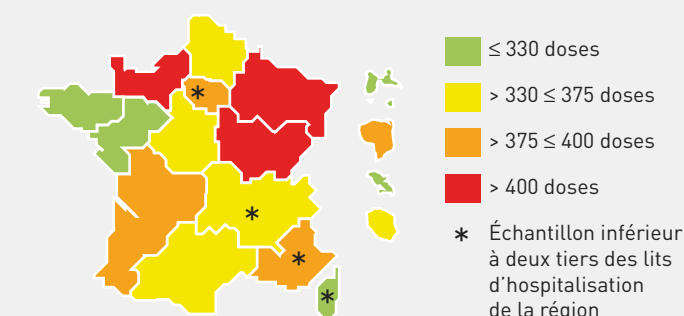 ≤ 330 doses
> 330 ≤ 375 doses
> 375 ≤ 400 doses
> 400 doses
* Échantillon inférieur
à deux tiers des lits
d’hospitalisation
de la région